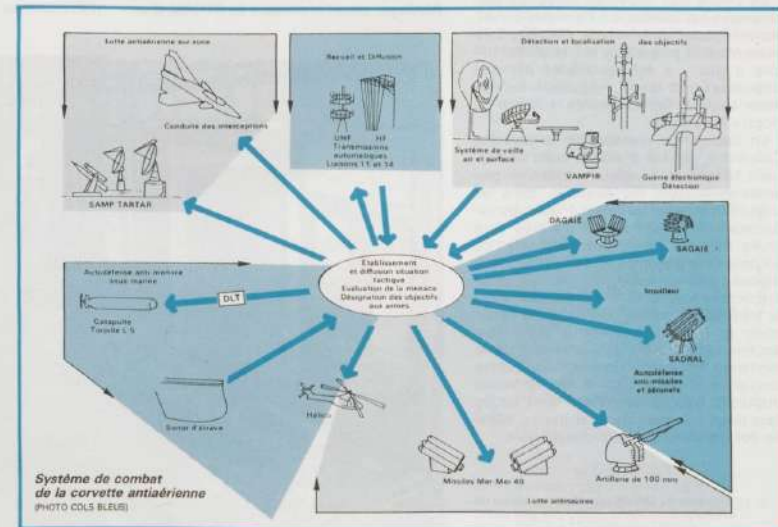 Lutte antiaérienne sur zone
Conduite des interceptions
SAMP TARTAR
Recueil et Diffusion
UHF HF
Transmissions
automatiques
Liaisons 11 et 14
Détection et localisation des objectifs
Système de veille
air et surface
VAMPIR
Guerre électronique
Détection
DAGAIE
SAGAIE
Etablissement
et diffusion situation
tactique
Evaluation de la menace
Désignation des objectifs
aux armes.
Brouilleur
SADRAL
Autodéfense
anti-missiles
et aéronefs
Autodéfense anti menace
sous marine
DLT
Catapulte
Torpille L 5
Sonar d'étrave
Hélico
Missiles Mer-Mer 40
Artillerie de 100 mm
Lutte antinavires
Système de combat
de la corvette antiaérienne
(PHOTO COLS BLEUS)